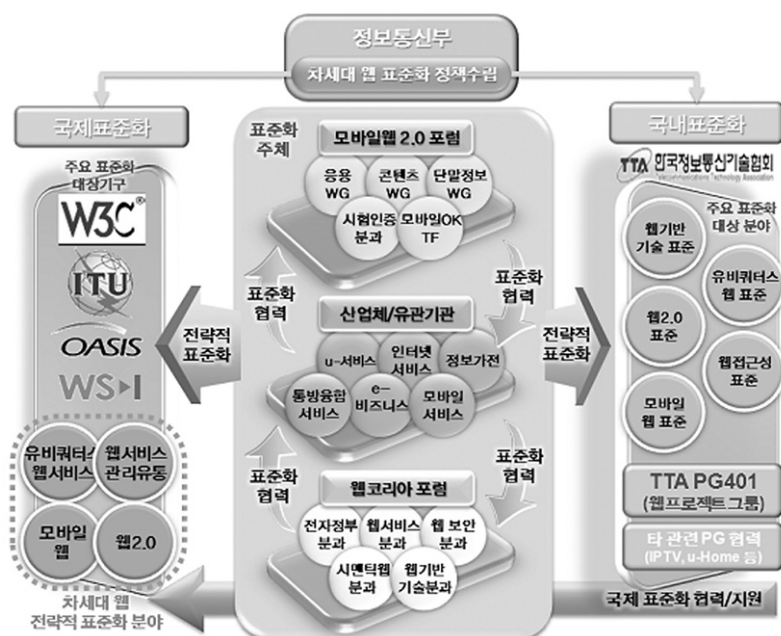 정보통신부
차세대 웹 표준화 정책수립
국제표준화
주요 표준화
대상기구
W3C®
ITU
OASIS
WS▶I
유비쿼터스
웹서비스
웹서비스
관리유통
모바일
웹
웹2.0
차세대 웹
전략적 표준화 분야
전략적
표준화
표준화
주체
모바일웹 2.0 포럼
응용
WG
콘텐츠
WG
단말정보
WG
시험인증
분과
모바일OK
TF
표준화
협력
표준화
협력
산업체/유관기관
u-서비스
인터넷
서비스
정보가전
통방융합
서비스
e-
비즈니스
모바일
서비스
표준화
협력
표준화
협력
웹코리아 포럼
전자정부
분과
웹서비스
분과
웹 보안
분과
시멘틱웹
분과
웹기반
기술분과
전략적
표준화
국내표준화
TTA 한국정보통신기술협회
Telecommunications Technology Association
주요 표준화
대상 분야
웹기반
기술 표준
유비쿼터스
웹 표준
웹2.0
표준
웹접근성
표준
모바일
웹 표준
TTA PG401
(웹프로젝트 그룹)
타 관련 PG 협력
(IPTV, u-Home 등)
국제 표준화 협력/지원